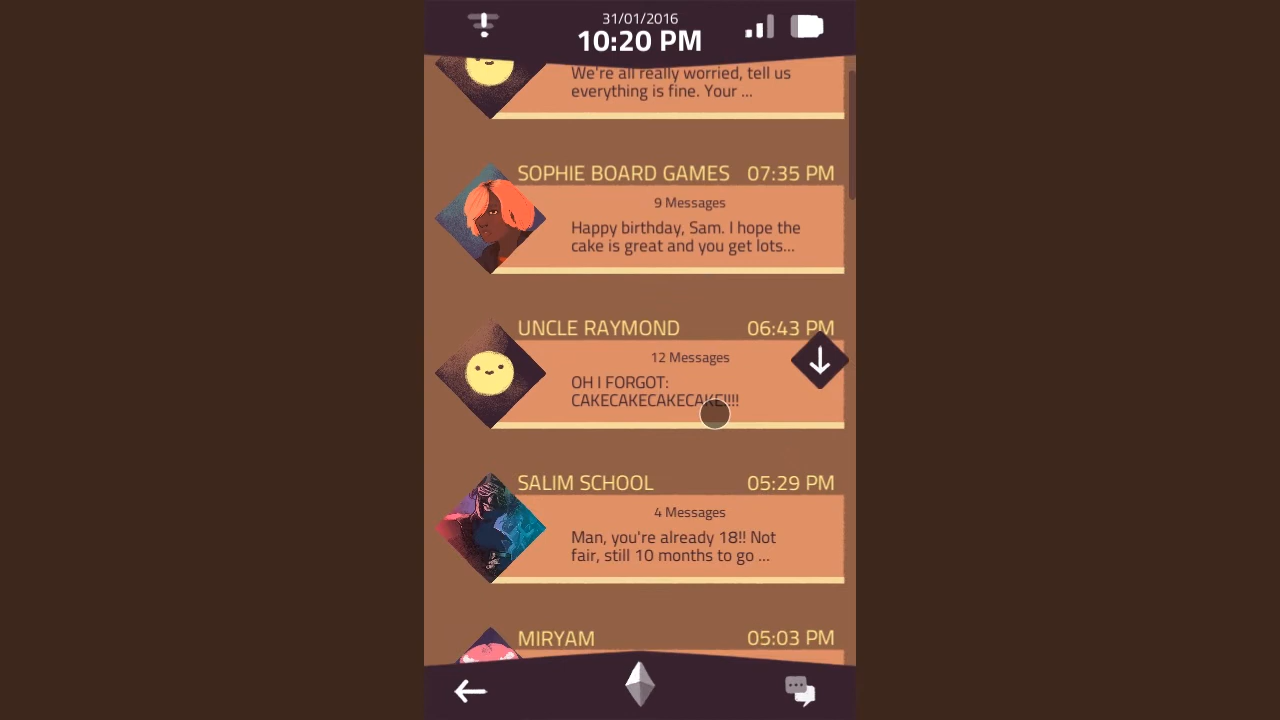 31/01/2016
10:20 PM
We're all really worried, tell us
everything is fine. Your ...
SOPHIE BOARD GAMES 07:35 PM
9 Messages
Happy birthday, Sam. I hope the
cake is great and you get lots...
UNCLE RAYMOND 06:43 PM
12 Messages
OH I FORGOT:
CAKECAKECAKECAKE!!!!
SALIM SCHOOL 05:29 PM
4 Messages
Man, you're already 18!! Not
fair, still 10 months to go ...
MIRYAM 05:03 PM